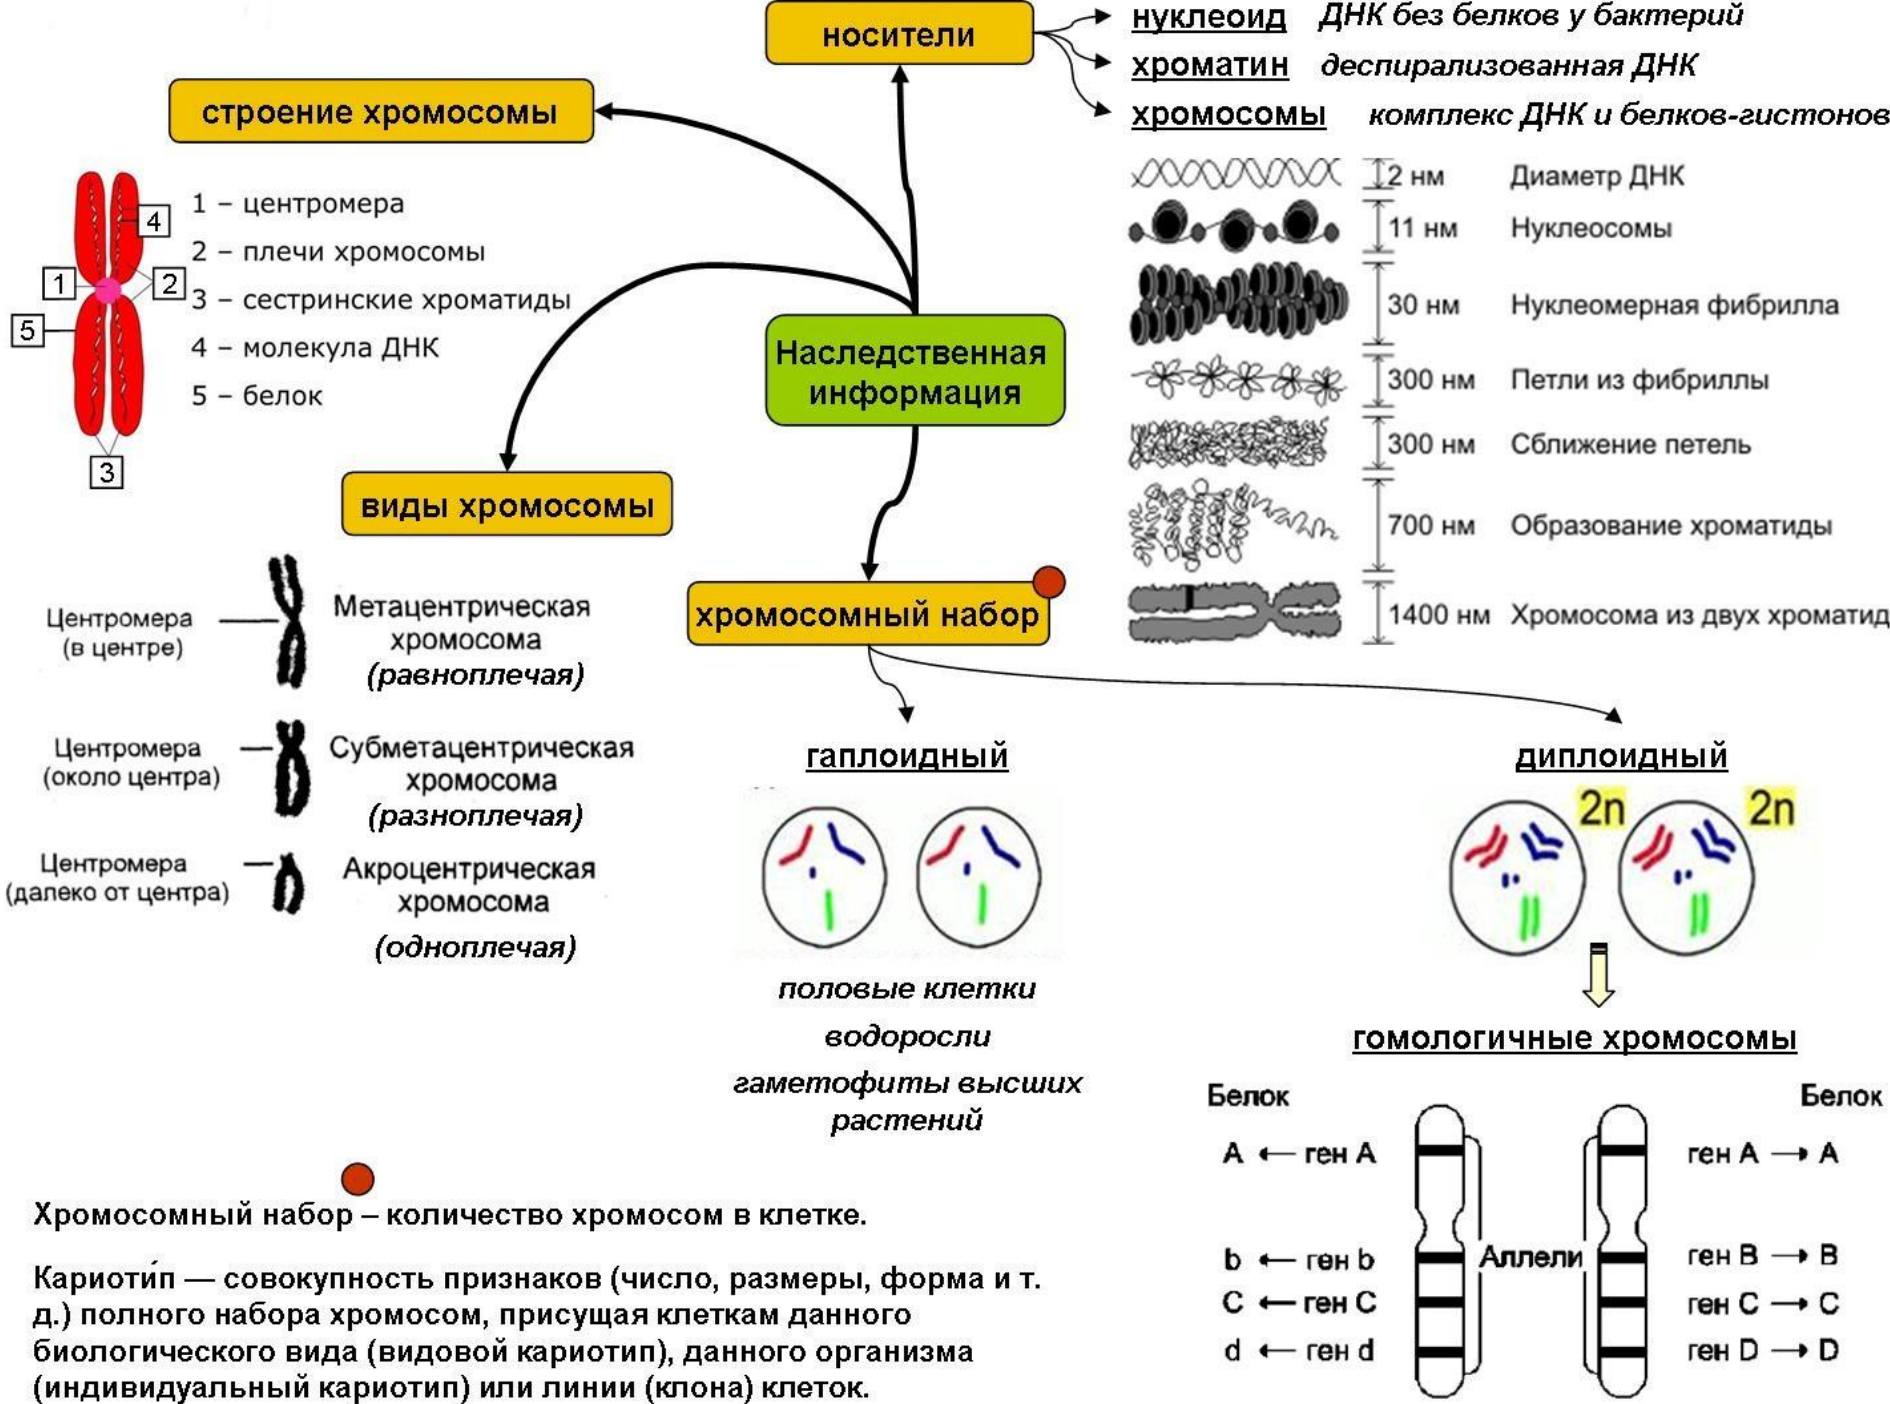 носители
нуклеоид ДНК без белков у бактерий
хроматин деспирализованная ДНК
хромосомы комплекс ДНК и белков-гистонов
строение хромосомы
1 – центромера
2 – плечи хромосомы
3 – сестринские хроматиды
4 – молекула ДНК
5 – белок
4
1
2
5
3
2 нм Диаметр ДНК
11 нм Нуклеосомы
30 нм Нуклеомерная фибрилла
300 нм Петли из фибриллы
300 нм Сближение петель
700 нм Образование хроматиды
1400 нм Хромосома из двух хроматид
Наследственная
информация
виды хромосомы
Центромера
(в центре)
Метацентрическая
хромосома
(равноплечая)
Центромера
(около центра)
Субметацентрическая
хромосома
(разноплечая)
Центромера
(далеко от центра)
Акроцентрическая
хромосома
(одноплечая)
хромосомный набор
гаплоидный
половые клетки
водоросли
гаметофиты высших
растений
диплоидный
2n 2n
гомологичные хромосомы
Белок Белок
A ген A ген A A
b ген b Аллели ген B B
C ген C ген C C
d ген d ген D D
Хромосомный набор – количество хромосом в клетке.
Кариоти́п — совокупность признаков (число, размеры, форма и т.
д.) полного набора хромосом, присущая клеткам данного
биологического вида (видовой кариотип), данного организма
(индивидуальный кариотип) или линии (клона) клеток.